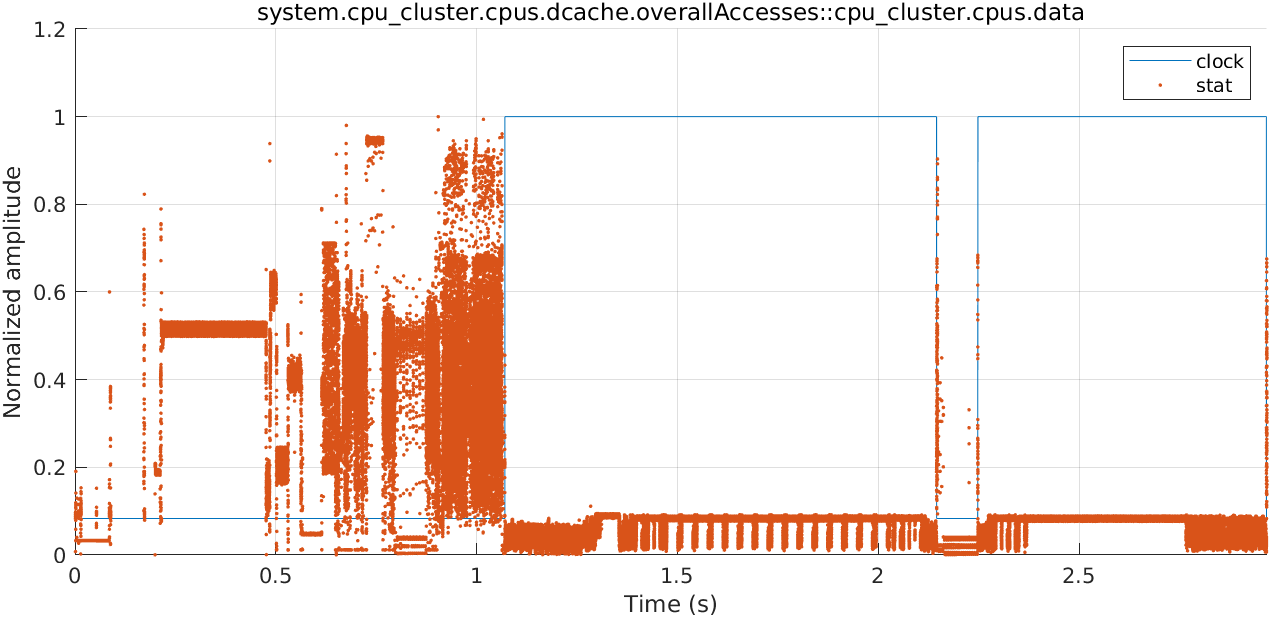 system.cpu_cluster.cpus.dcache.overallAccesses::cpu_cluster.cpus.data
Normalized amplitude
1.2
1
0.8
0.6
0.4
0.2
0
clock
stat
0 0.5 1 1.5 2 2.5
Time (s)